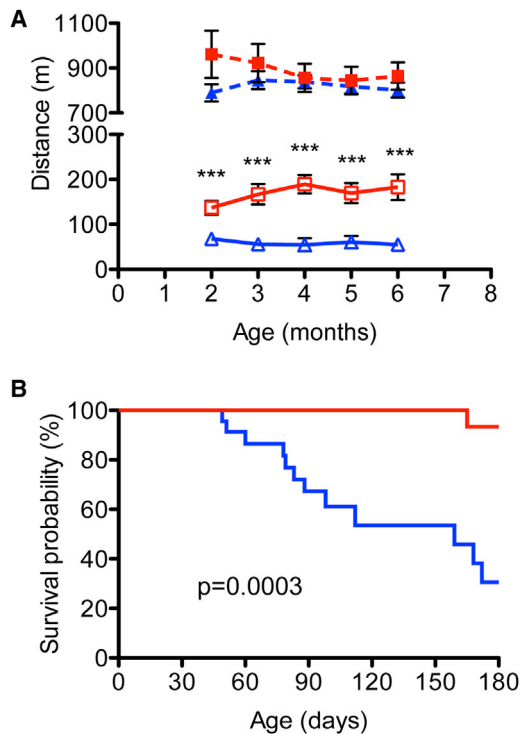 A
1100
900
700
300
200
100
0
Distance (m)
*** *** *** *** ***
0 1 2 3 4 5 6 7 8
Age (months)
B
100
80
60
40
20
0
Survival probability (%)
p=0.0003
0 30 60 90 120 150 180
Age (days)